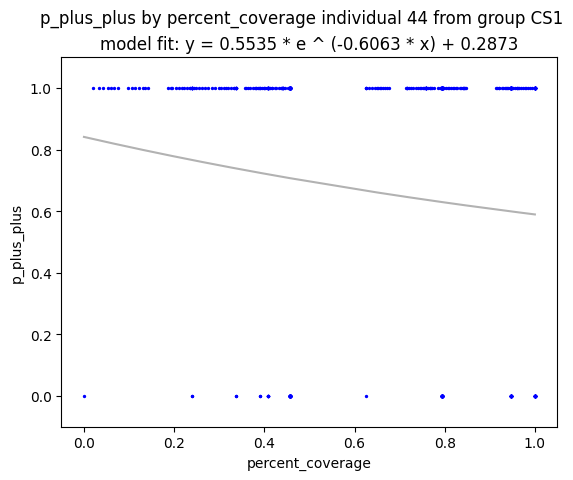 p_plus_plus by percent_coverage individual 44 from group CS1
model fit: y = 0.5535 * e ^ (-0.6063 * x) + 0.2873
1.0
0.8
0.6
0.4
0.2
0.0
p_plus_plus
0.0 0.2 0.4 0.6 0.8 1.0
percent_coverage